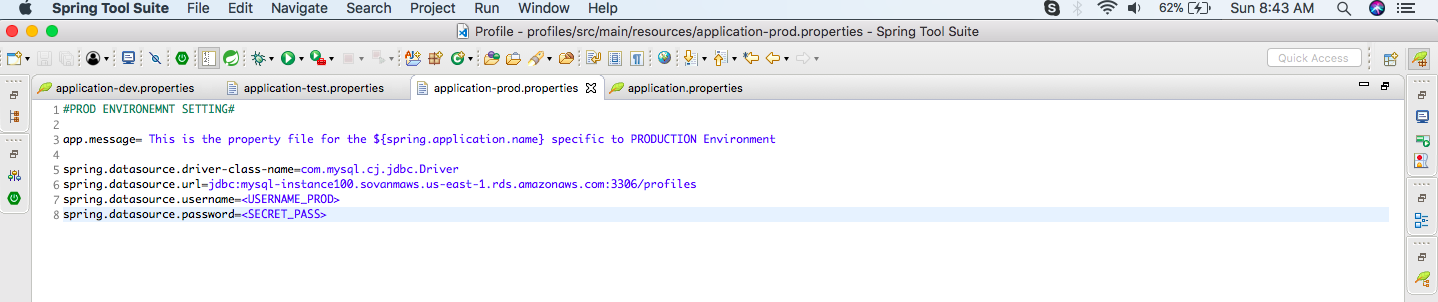 Spring Tool Suite File Edit Navigate Search Project Run Window Help 62% Sun 8:43 AM
Profile - profiles/src/main/resources/application-prod.properties - Spring Tool Suite
Quick Access
application-dev.properties application-test.properties application-prod.properties application.properties
1 #PROD ENVIRONEMNT SETTING#
2
3 app.message= This is the property file for the ${spring.application.name} specific to PRODUCTION Environment
4
5 spring.datasource.driver-class-name=com.mysql.cj.jdbc.Driver
6 spring.datasource.url=jdbc:mysql-instance100.sovanmaws.us-east-1.rds.amazonaws.com:3306/profiles
7 spring.datasource.username=<USERNAME_PROD>
8 spring.datasource.password=<SECRET_PASS>